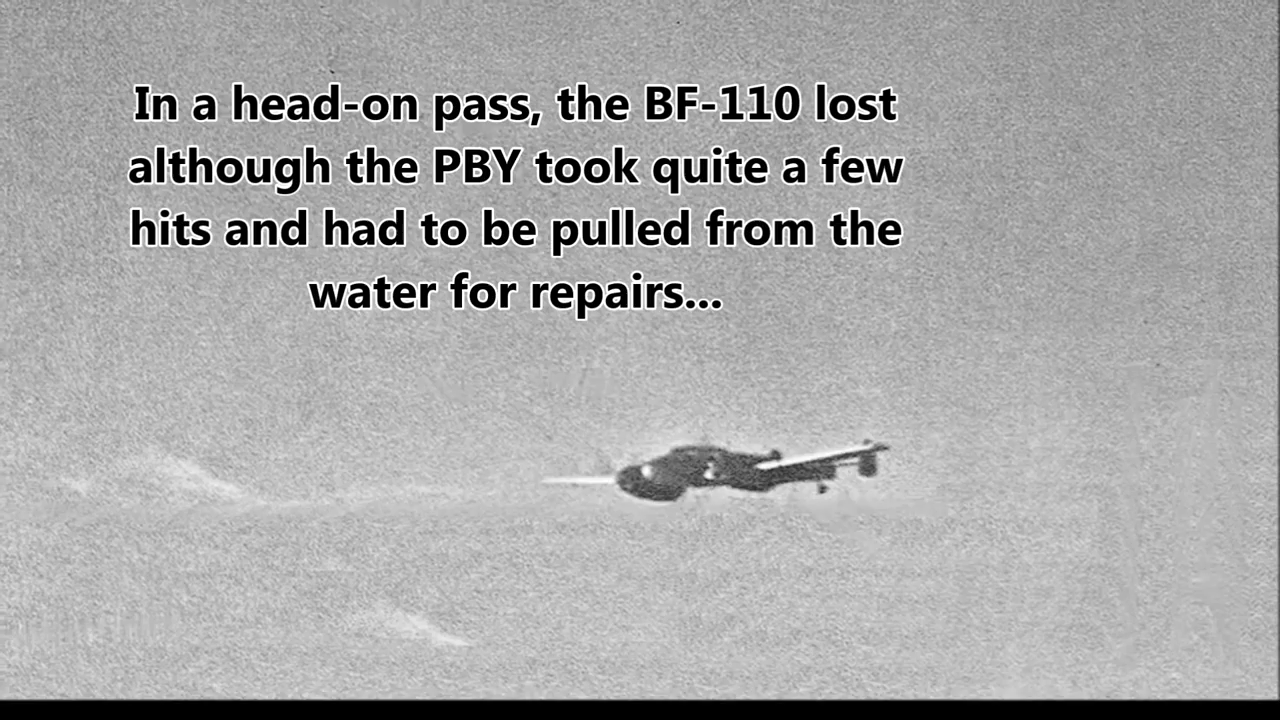 In a head-on pass, the BF-110 lost
although the PBY took quite a few
hits and had to be pulled from the
water for repairs...